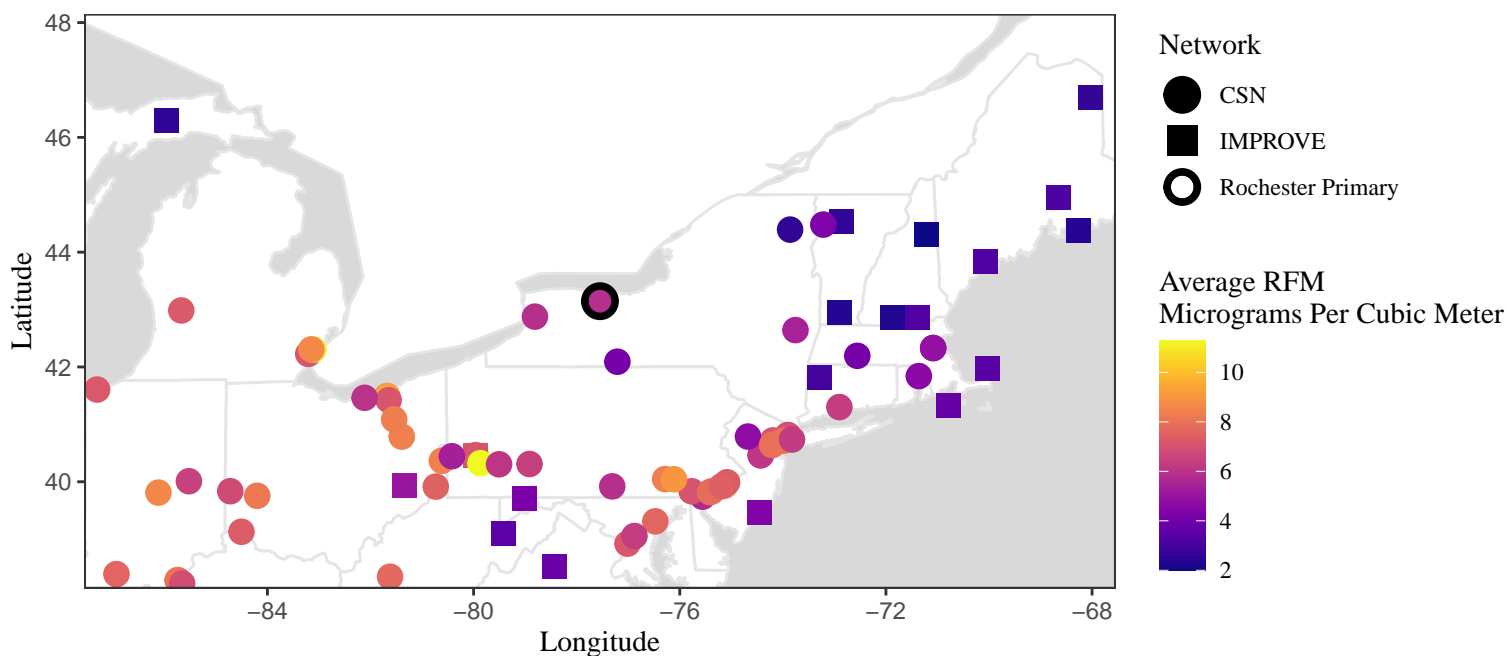 48
46
44
42
40
Latitude
−84
−80
−76
−72
−68
Longitude
Network
CSN
IMPROVE
Rochester Primary
Average RFM
Micrograms Per Cubic Meter
10
8
6
4
2